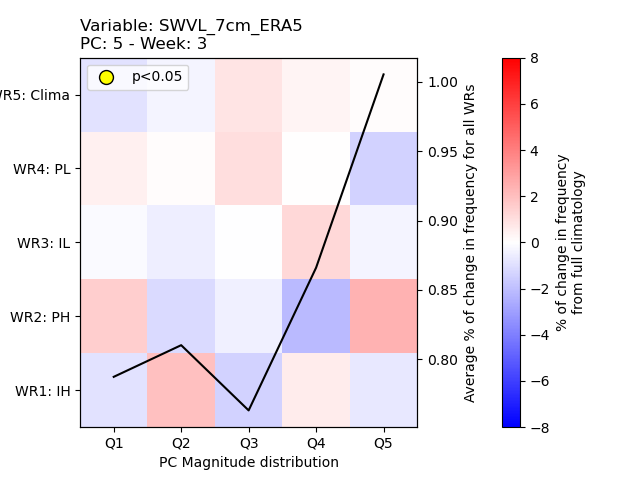 Variable: SWVL_7cm_ERA5
PC: 5 - Week: 3
p<0.05
WR5: Clima
WR4: PL
WR3: IL
WR2: PH
WR1: IH
Q1 Q2 Q3 Q4 Q5
PC Magnitude distribution
1.00
0.95
0.90
0.85
0.80
Average % of change in frequency for all WRs
8
6
4
2
0
−2
−4
−6
−8
% of change in frequency
from full climatology